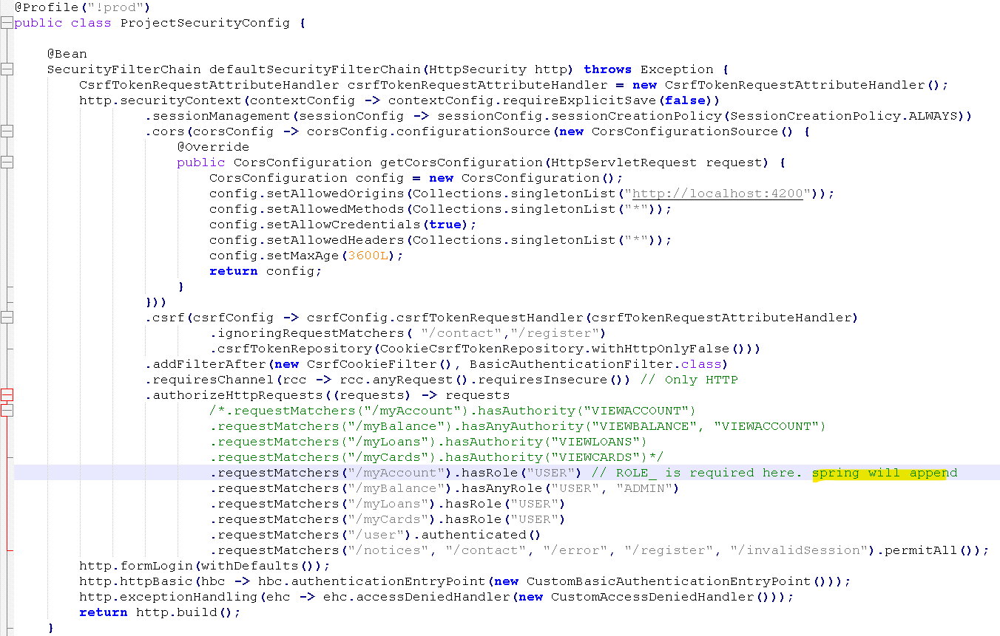 @Profile("!prod")
public class ProjectSecurityConfig {
@Bean
SecurityFilterChain defaultSecurityFilterChain(HttpSecurity http) throws Exception {
CsrfTokenRequestAttributeHandler csrfTokenRequestAttributeHandler = new CsrfTokenRequestAttributeHandler();
http.securityContext(contextConfig -> contextConfig.requireExplicitSave(false))
.sessionManagement(sessionConfig -> sessionConfig.sessionCreationPolicy(SessionCreationPolicy.ALWAYS))
.cors(corsConfig -> corsConfig.configurationSource(new CorsConfigurationSource() {
@Override
public CorsConfiguration getCorsConfiguration(HttpServletRequest request) {
CorsConfiguration config = new CorsConfiguration();
config.setAllowedOrigins(Collections.singletonList("http://localhost:4200"));
config.setAllowedMethods(Collections.singletonList("*"));
config.setAllowCredentials(true);
config.setAllowedHeaders(Collections.singletonList("*"));
config.setMaxAge(3600L);
return config;
}
}))
.csrf(csrfConfig -> csrfConfig.csrfTokenRequestHandler(csrfTokenRequestAttributeHandler)
.ignoringRequestMatchers( "/contact","/register")
.csrfTokenRepository(CookieCsrfTokenRepository.withHttpOnlyFalse()))
.addFilterAfter(new CsrfCookieFilter(), BasicAuthenticationFilter.class)
.requiresChannel(rcc -> rcc.anyRequest().requiresInsecure()) // Only HTTP
.authorizeHttpRequests((requests) -> requests
/*.requestMatchers("/myAccount").hasAuthority("VIEWACCOUNT")
.requestMatchers("/myBalance").hasAnyAuthority("VIEWBALANCE", "VIEWACCOUNT")
.requestMatchers("/myLoans").hasAuthority("VIEWLOANS")
.requestMatchers("/myCards").hasAuthority("VIEWCARDS")*/
.requestMatchers("/myAccount").hasRole("USER") // ROLE_ is required here. spring will append
.requestMatchers("/myBalance").hasAnyRole("USER", "ADMIN")
.requestMatchers("/myLoans").hasRole("USER")
.requestMatchers("/myCards").hasRole("USER")
.requestMatchers("/user").authenticated()
.requestMatchers("/notices", "/contact", "/error", "/register", "/invalidSession").permitAll());
http.formLogin(withDefaults());
http.httpBasic(hbc -> hbc.authenticationEntryPoint(new CustomBasicAuthenticationEntryPoint()));
http.exceptionHandling(ehc -> ehc.accessDeniedHandler(new CustomAccessDeniedHandler()));
return http.build();
}